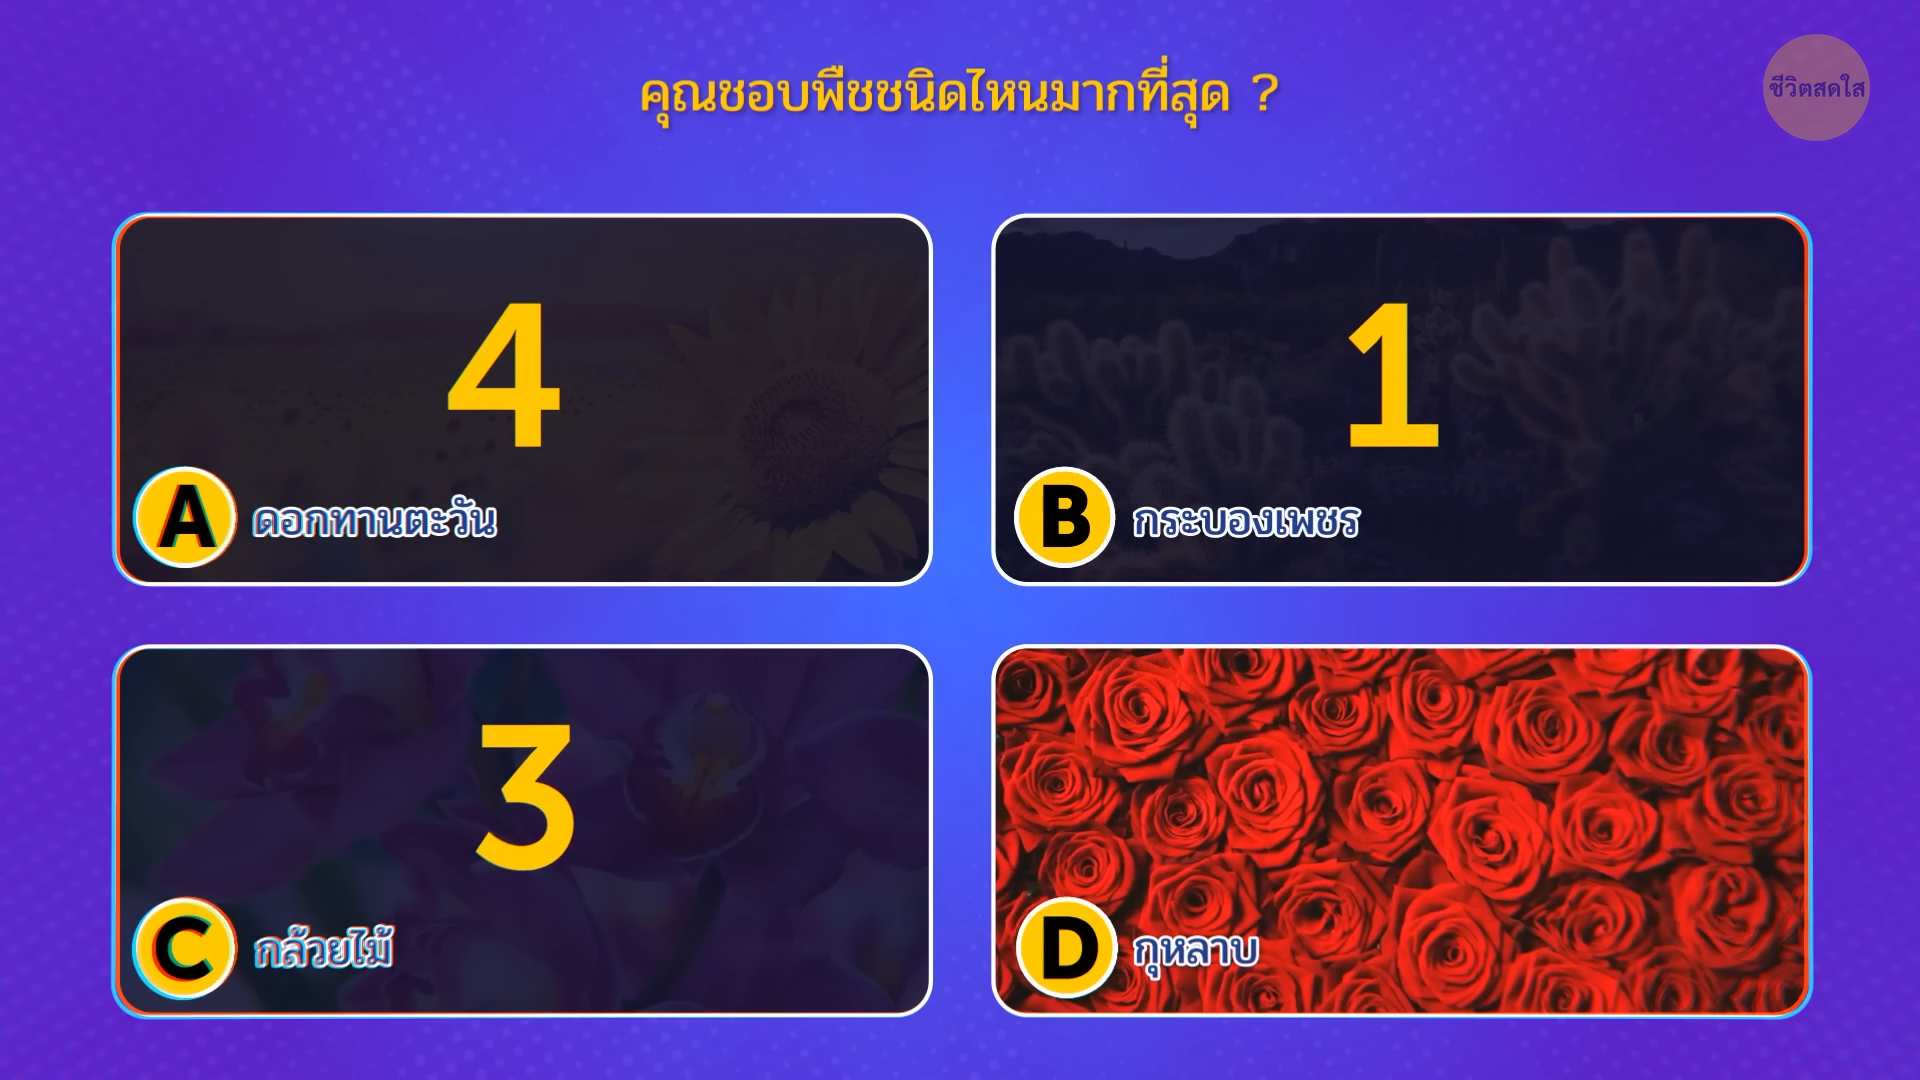 คุณชอบพืชชนิดไหนมากที่สุด ?
ชีวิตสดใส
4
A ดอกทานตะวัน
1
B กระบองเพชร
3
C กล้วยไม้
D กุหลาบ